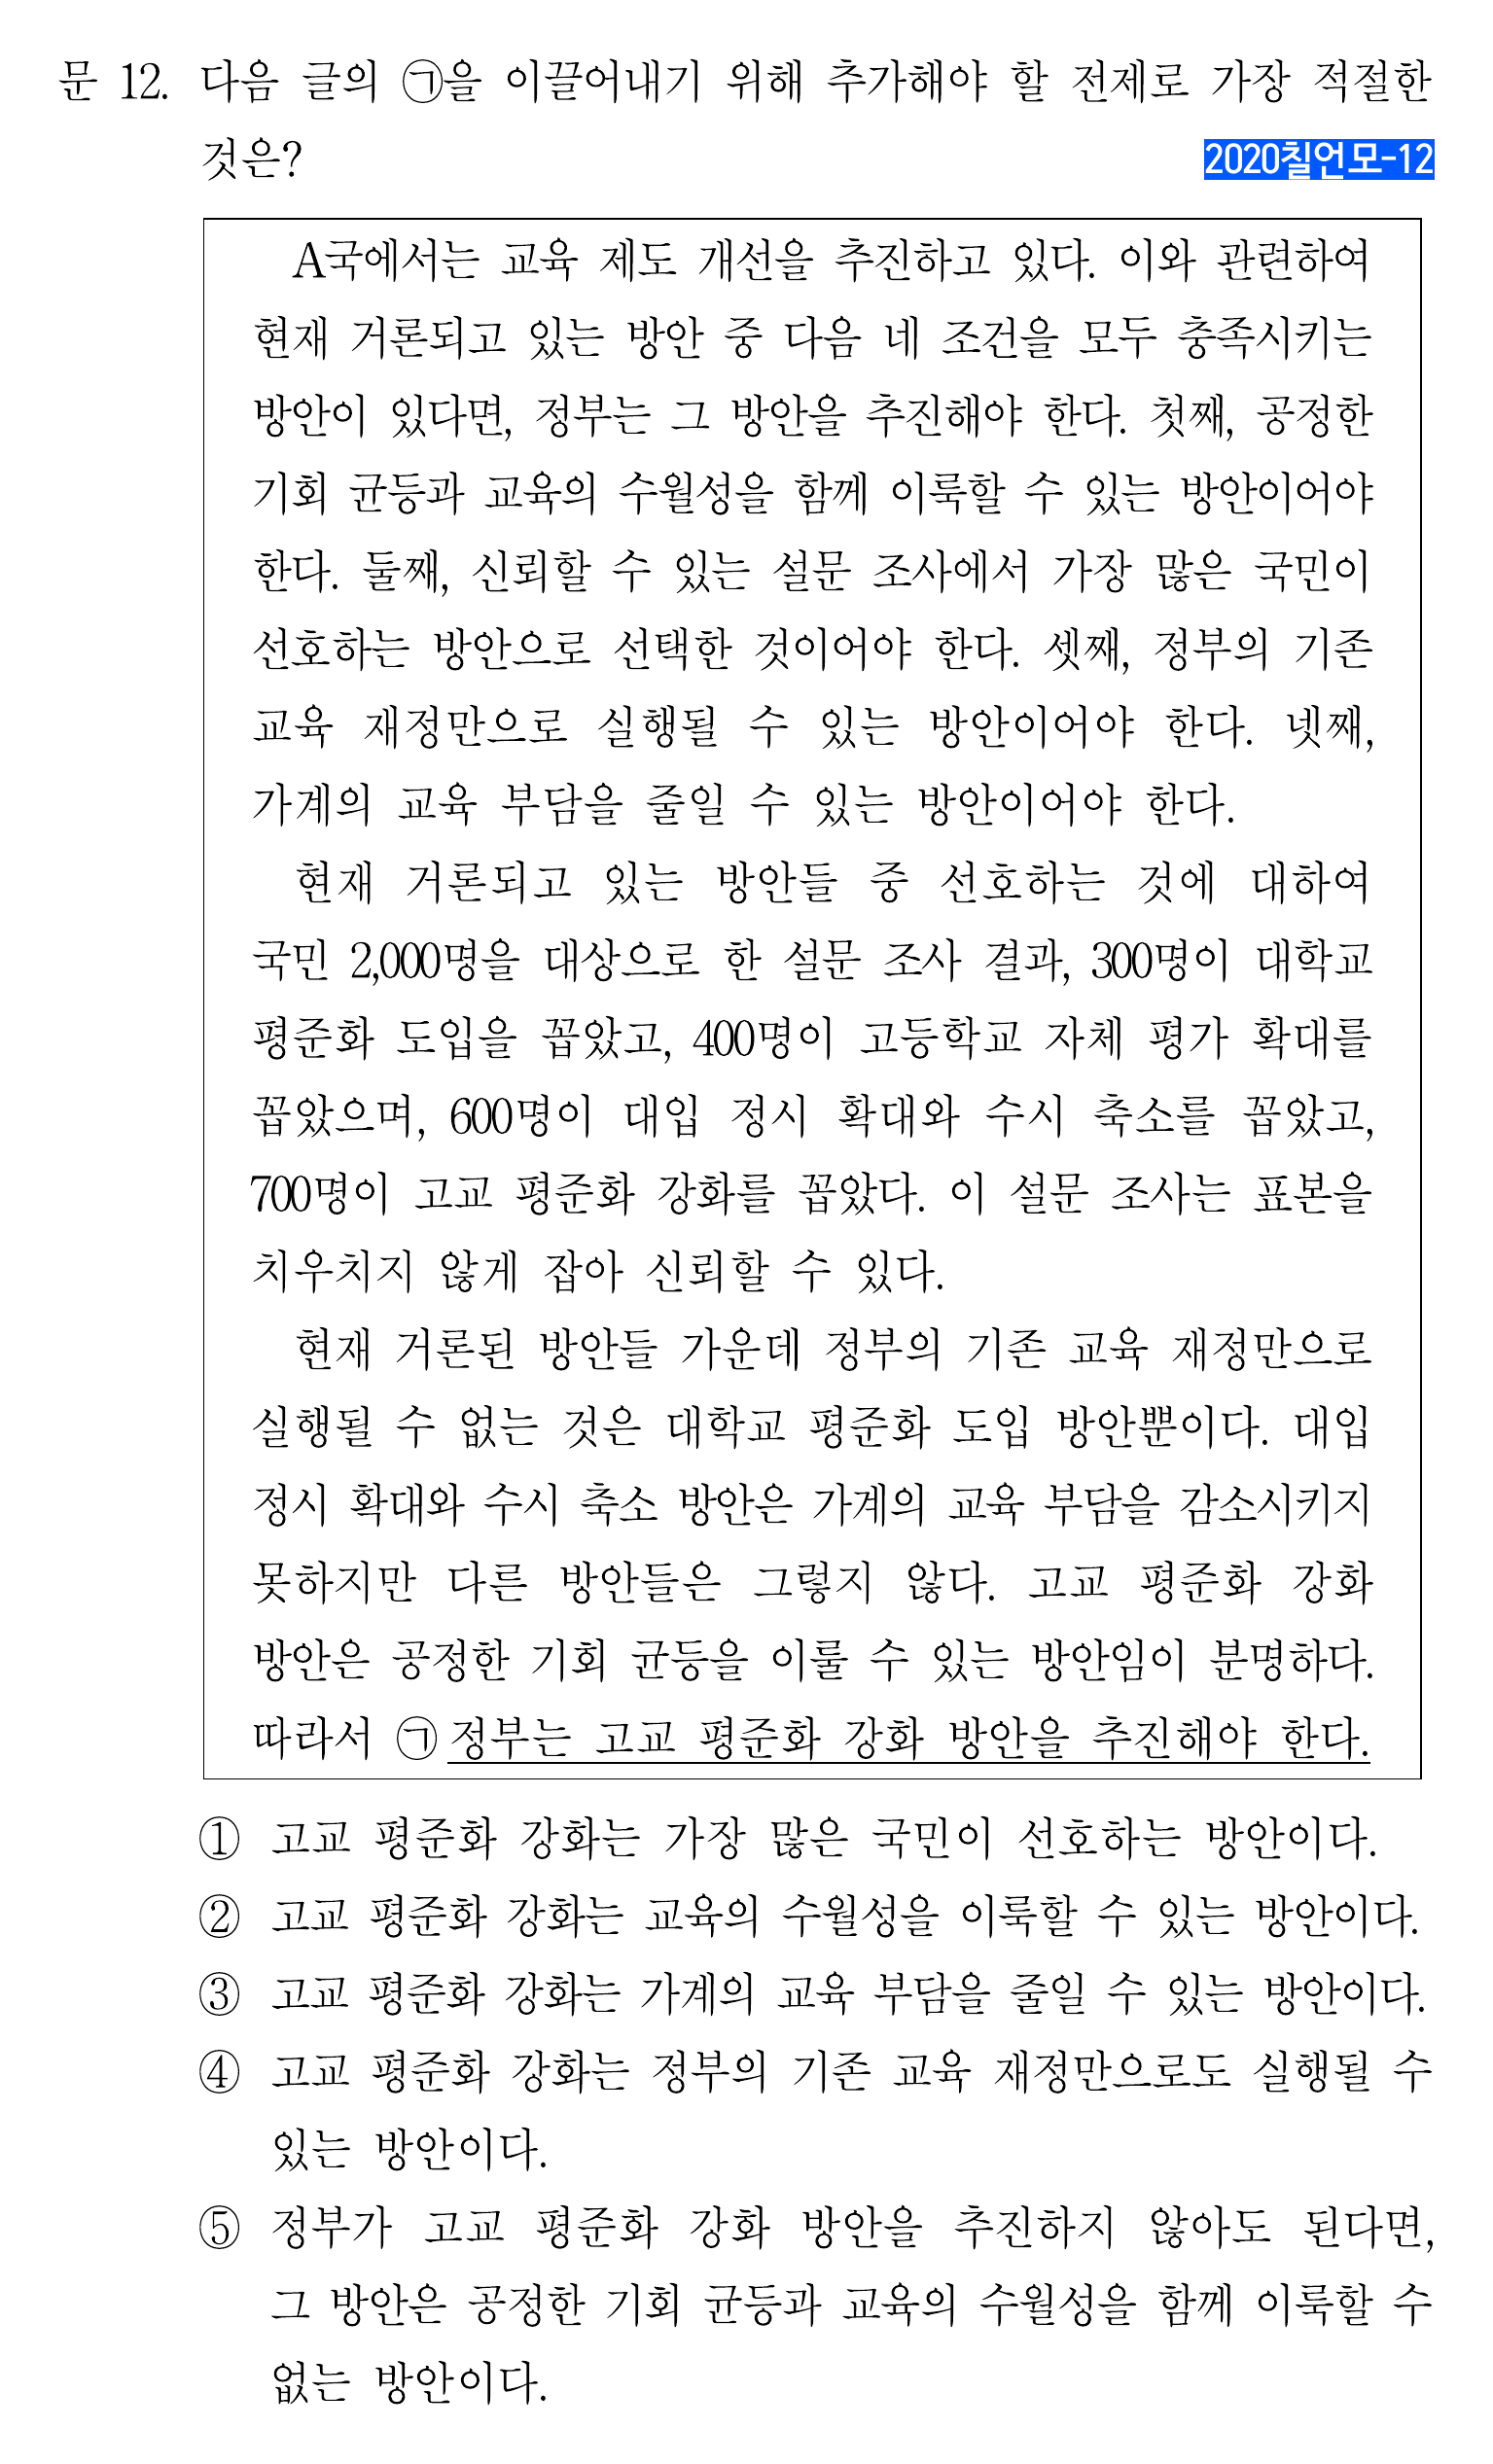 문 12. 다음 글의 ㉠을 이끌어내기 위해 추가해야 할 전제로 가장 적절한
것은?
2020칠언모-12
A국에서는 교육 제도 개선을 추진하고 있다. 이와 관련하여
현재 거론되고 있는 방안 중 다음 네 조건을 모두 충족시키는
방안이 있다면, 정부는 그 방안을 추진해야 한다. 첫째, 공정한
기회 균등과 교육의 수월성을 함께 이룩할 수 있는 방안이어야
한다. 둘째, 신뢰할 수 있는 설문 조사에서 가장 많은 국민이
선호하는 방안으로 선택한 것이어야 한다. 셋째, 정부의 기존
교육 재정만으로 실행될 수 있는 방안이어야 한다. 넷째,
가계의 교육 부담을 줄일 수 있는 방안이어야 한다.
현재 거론되고 있는 방안들 중 선호하는 것에 대하여
국민 2,000명을 대상으로 한 설문 조사 결과, 300명이 대학교
평준화 도입을 꼽았고, 400명이 고등학교 자체 평가 확대를
꼽았으며, 600명이 대입 정시 확대와 수시 축소를 꼽았고,
700명이 고교 평준화 강화를 꼽았다. 이 설문 조사는 표본을
치우치지 않게 잡아 신뢰할 수 있다.
현재 거론된 방안들 가운데 정부의 기존 교육 재정만으로
실행될 수 없는 것은 대학교 평준화 도입 방안뿐이다. 대입
정시 확대와 수시 축소 방안은 가계의 교육 부담을 감소시키지
못하지만 다른 방안들은 그렇지 않다. 고교 평준화 강화
방안은 공정한 기회 균등을 이룰 수 있는 방안임이 분명하다.
따라서 ㉠정부는 고교 평준화 강화 방안을 추진해야 한다.
① 고교 평준화 강화는 가장 많은 국민이 선호하는 방안이다.
② 고교 평준화 강화는 교육의 수월성을 이룩할 수 있는 방안이다.
③ 고교 평준화 강화는 가계의 교육 부담을 줄일 수 있는 방안이다.
④ 고교 평준화 강화는 정부의 기존 교육 재정만으로도 실행될 수
있는 방안이다.
⑤ 정부가 고교 평준화 강화 방안을 추진하지 않아도 된다면,
그 방안은 공정한 기회 균등과 교육의 수월성을 함께 이룩할 수
없는 방안이다.